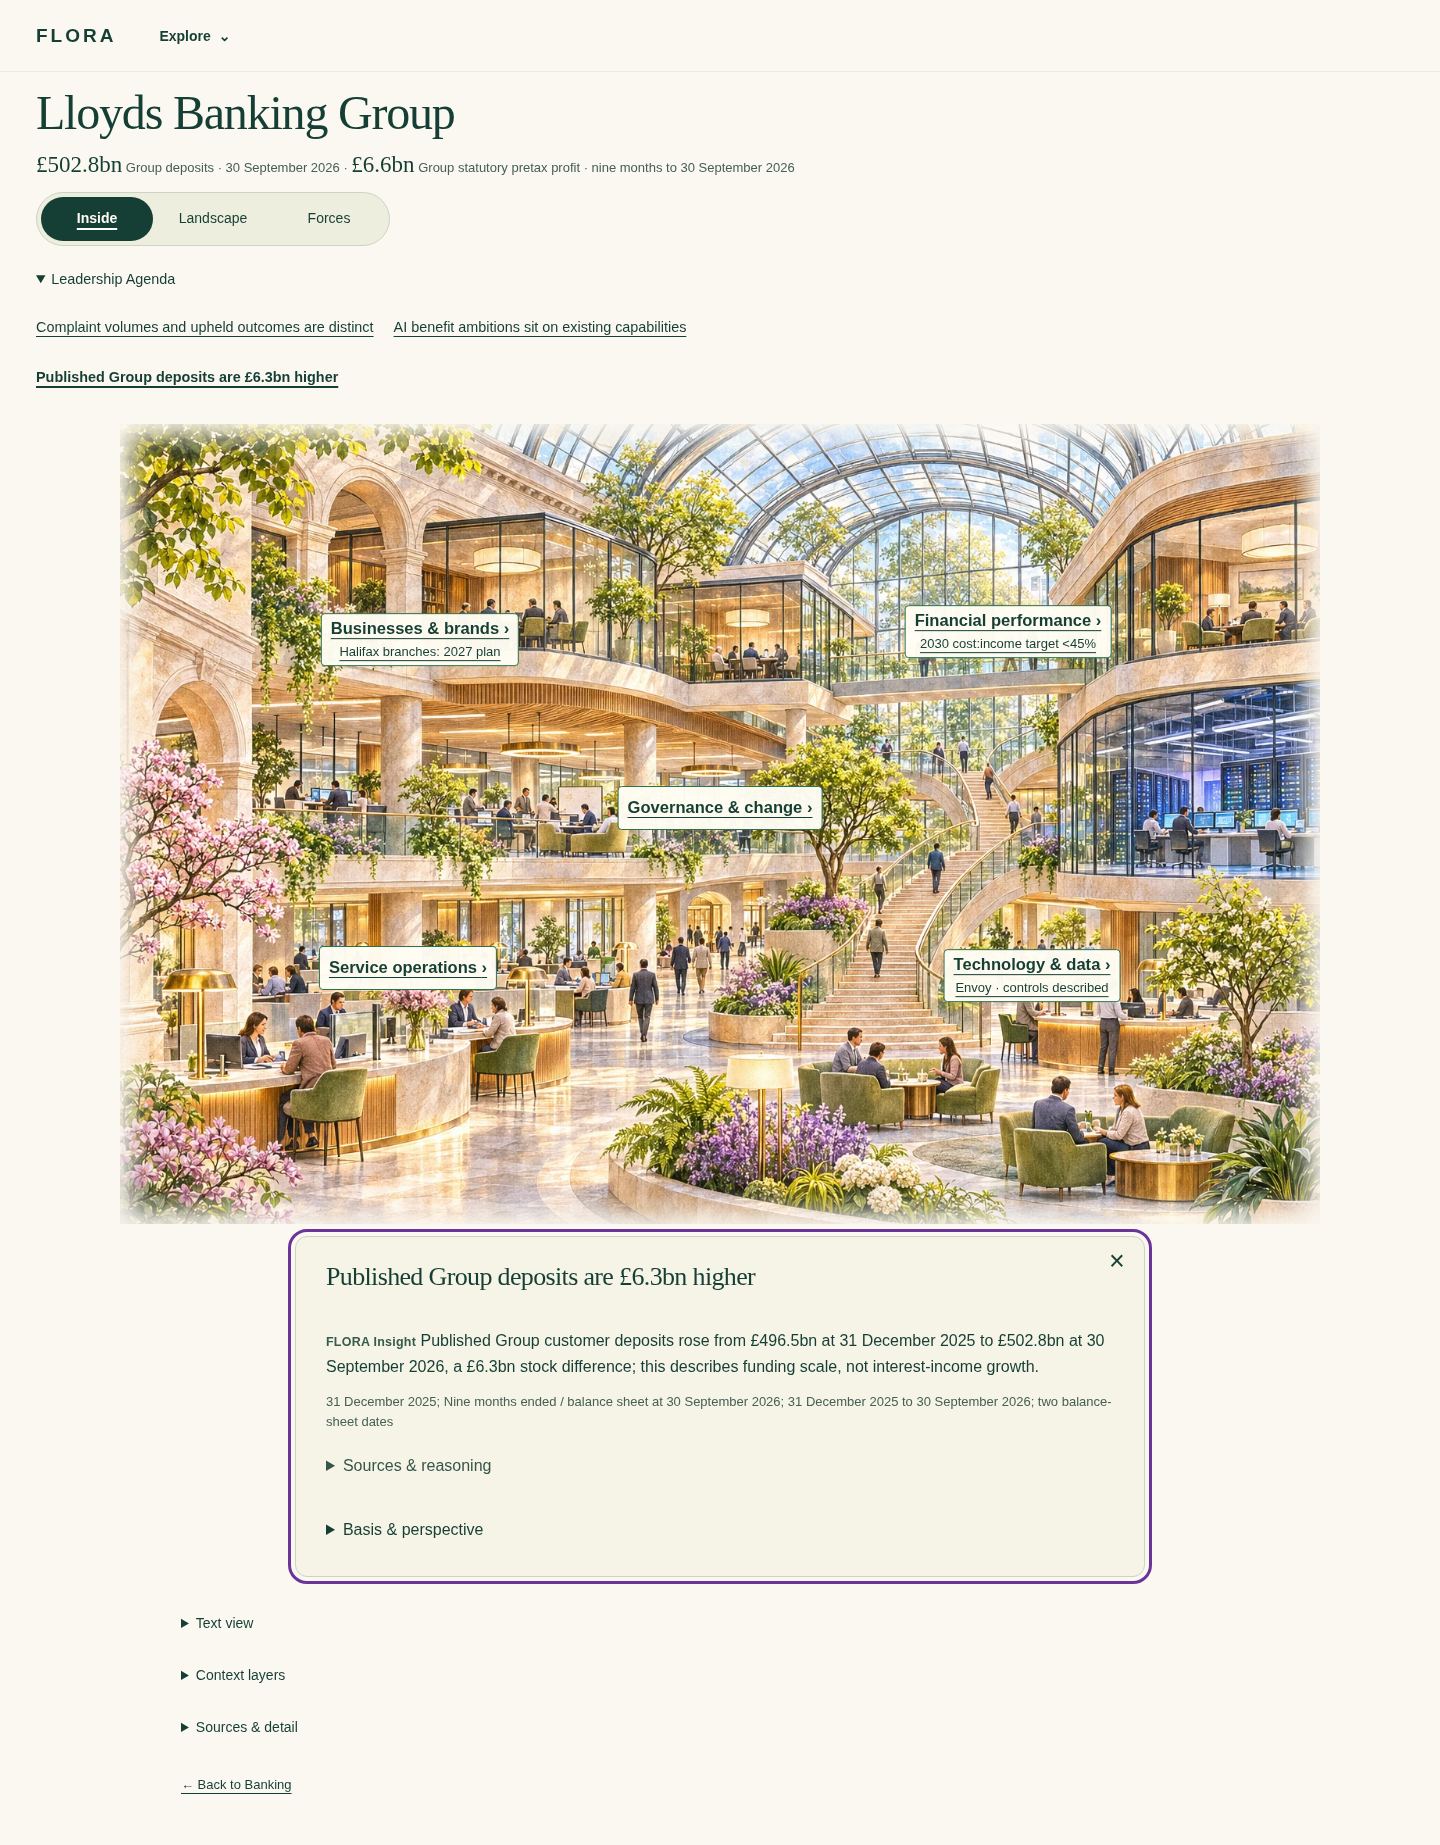 FLORA
Explore ⌄
Lloyds Banking Group
£502.8bn Group deposits · 30 September 2026 · £6.6bn Group statutory pretax profit · nine months to 30 September 2026
Inside Landscape Forces
▼ Leadership Agenda
Complaint volumes and upheld outcomes are distinct AI benefit ambitions sit on existing capabilities
Published Group deposits are £6.3bn higher
Businesses & brands ›
Halifax branches: 2027 plan
Financial performance ›
2030 cost:income target <45%
Governance & change ›
Service operations ›
Technology & data ›
Envoy · controls described
Published Group deposits are £6.3bn higher
×
FLORA Insight Published Group customer deposits rose from £496.5bn at 31 December 2025 to £502.8bn at 30
September 2026, a £6.3bn stock difference; this describes funding scale, not interest-income growth.
31 December 2025; Nine months ended / balance sheet at 30 September 2026; 31 December 2025 to 30 September 2026; two balance-
sheet dates
▶ Sources & reasoning
▶ Basis & perspective
▶ Text view
▶ Context layers
▶ Sources & detail
← Back to Banking